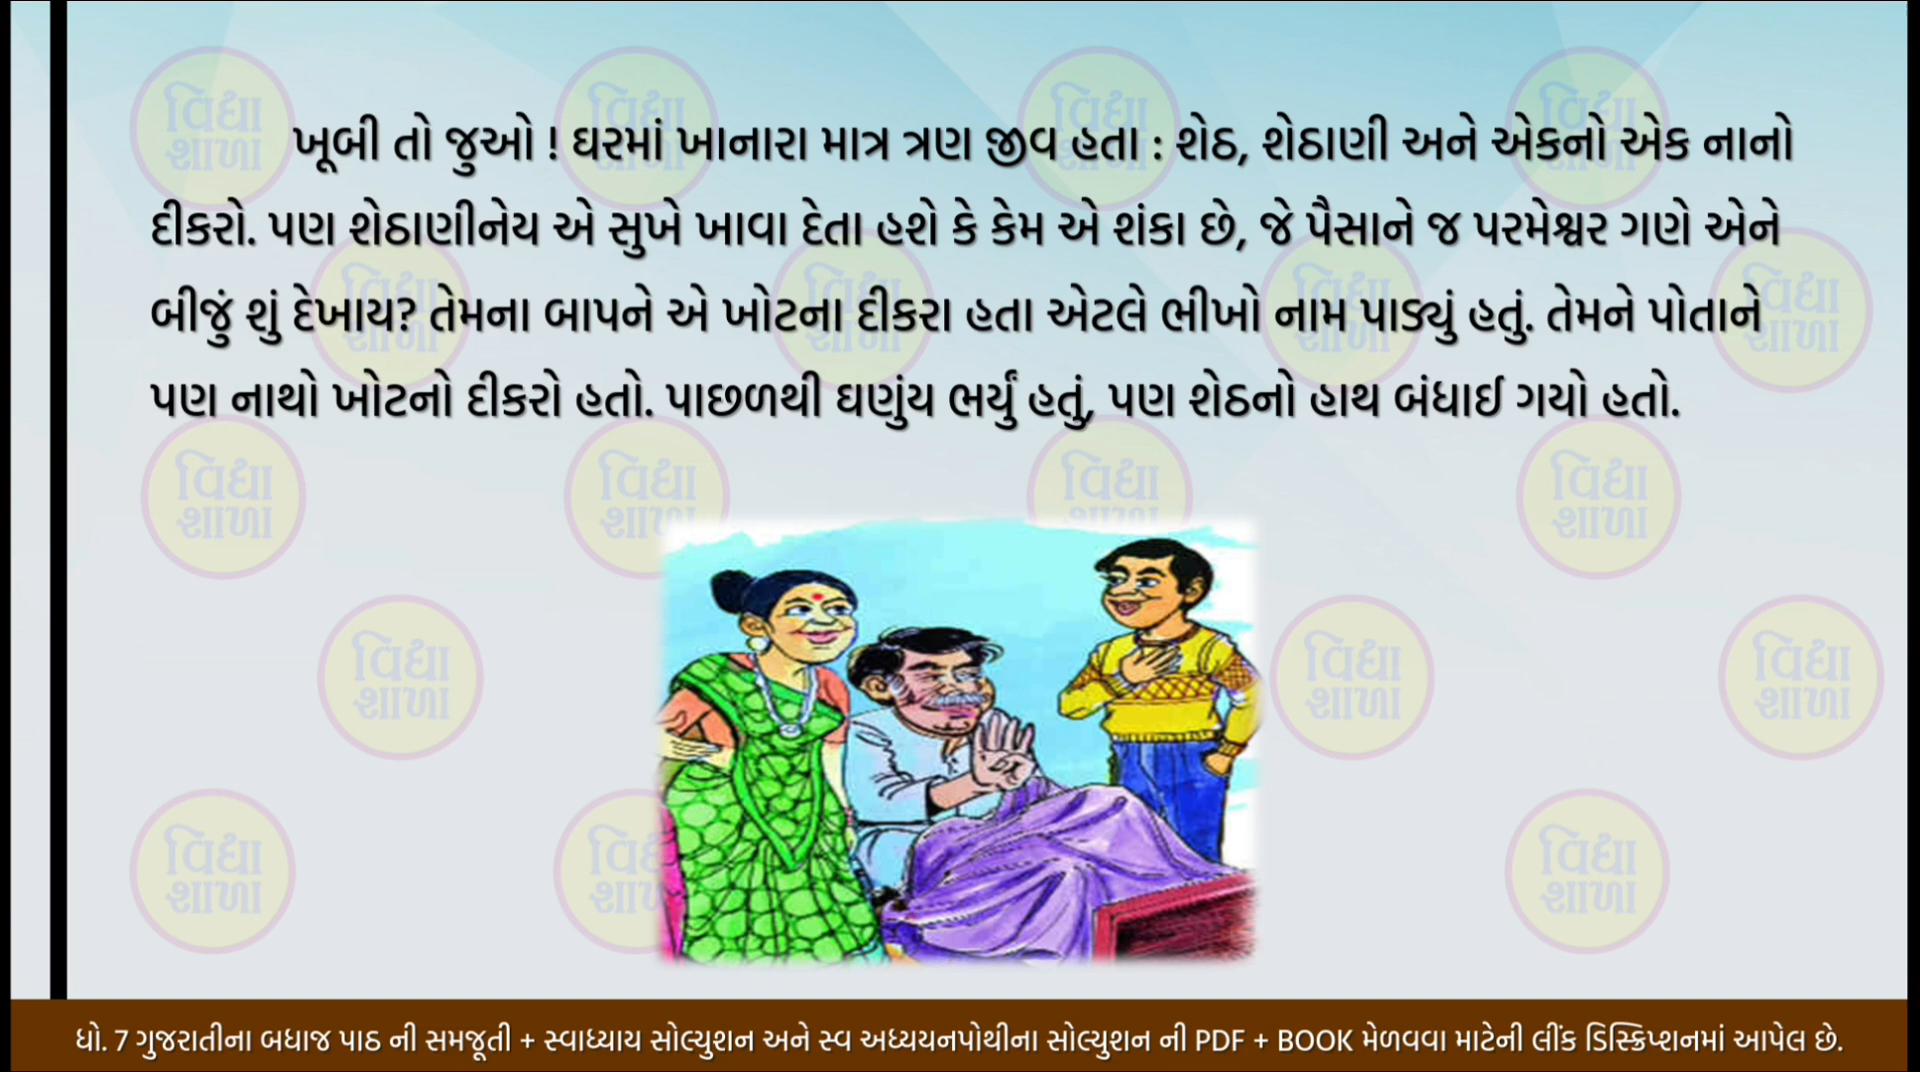 ખૂબી તો જુઓ ! ઘરમાં ખાનારા માત્ર ત્રણ જીવ હતા : શેઠ, શેઠાણી અને એકનો એક નાનો
દીકરો. પણ શેઠાણીનેય એ સુખે ખાવા દેતા હશે કે કેમ એ શંકા છે, જે પૈસાને જ પરમેશ્વર ગણે એને
બીજું શું દેખાય? તેમના બાપને એ ખોટના દીકરા હતા એટલે ભીખો નામ પાડ્યું હતું. તેમને પોતાને
પણ નાથો ખોટનો દીકરો હતો. પાછળથી ઘણુંય ભર્યું હતું, પણ શેઠનો હાથ બંધાઈ ગયો હતો.
વિદ્યા
શાળા
ધો. 7 ગુજરાતીના બધાજ પાઠ ની સમજૂતી + સ્વાધ્યાય સોલ્યુશન અને સ્વ અધ્યયનપોથીના સોલ્યુશન ની PDF + BOOK મેળવવા માટેની લીંક ડિસ્ક્રિપ્શનમાં આપેલ છે.